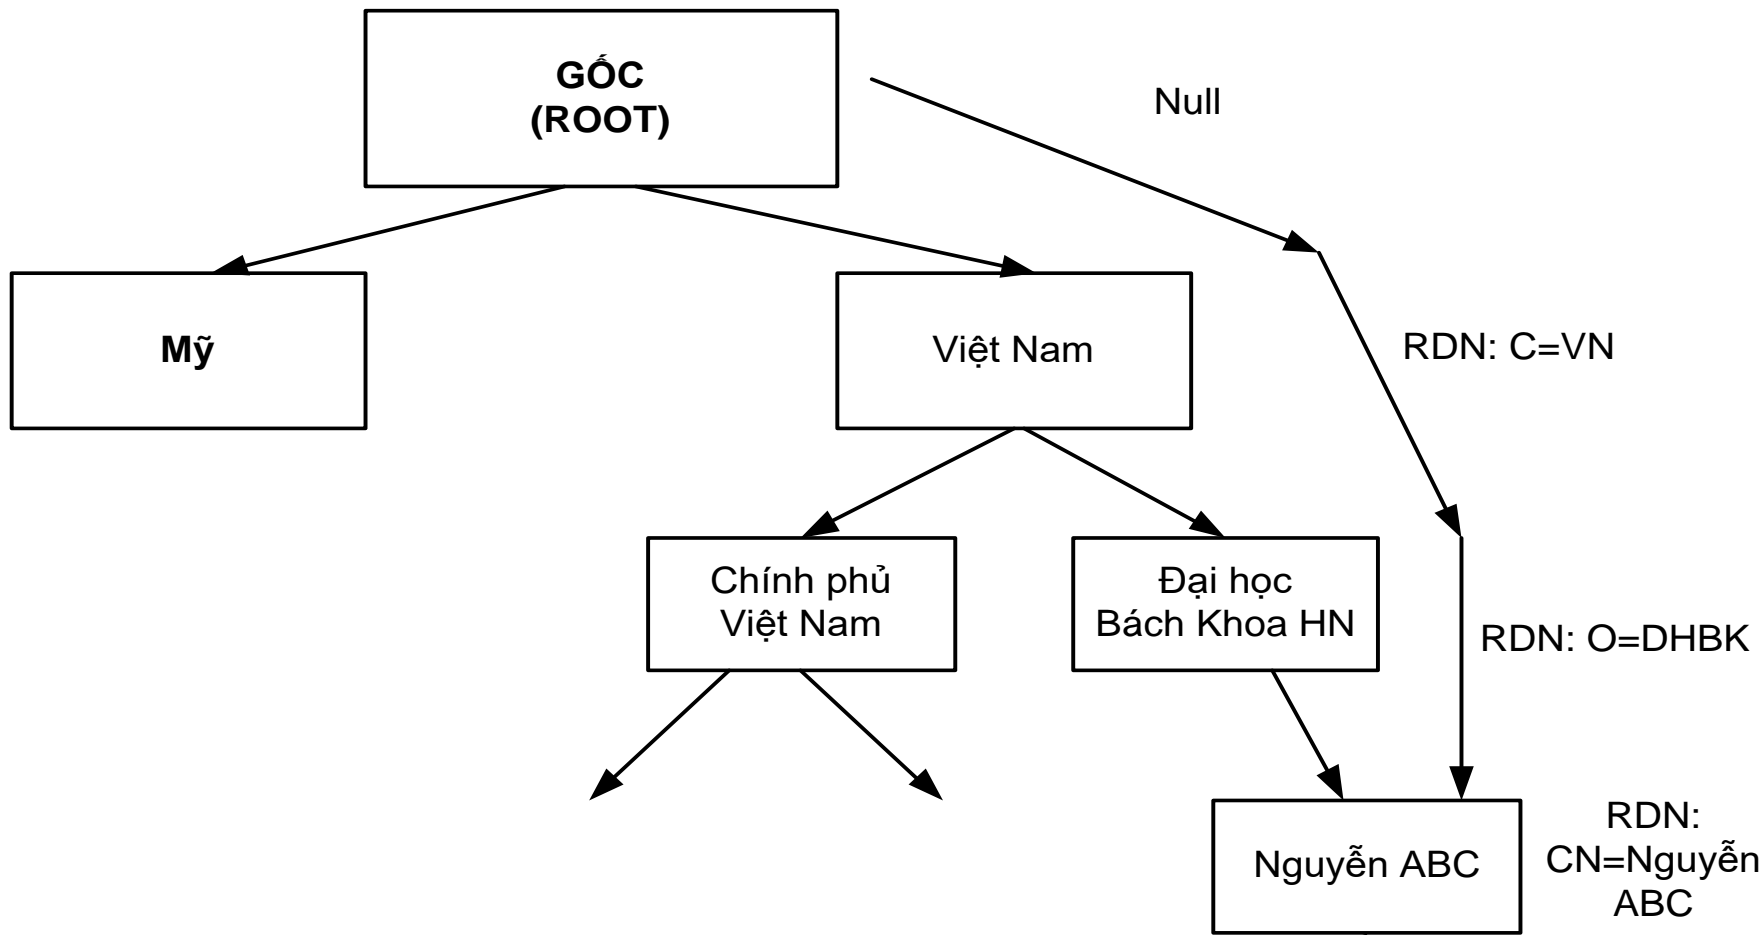 GỐC
(ROOT)
Null
Mỹ
Việt Nam
RDN: C=VN
Chính phủ
Việt Nam
Đại học
Bách Khoa HN
RDN: O=DHBK
Nguyễn ABC
RDN:
CN=Nguyễn
ABC